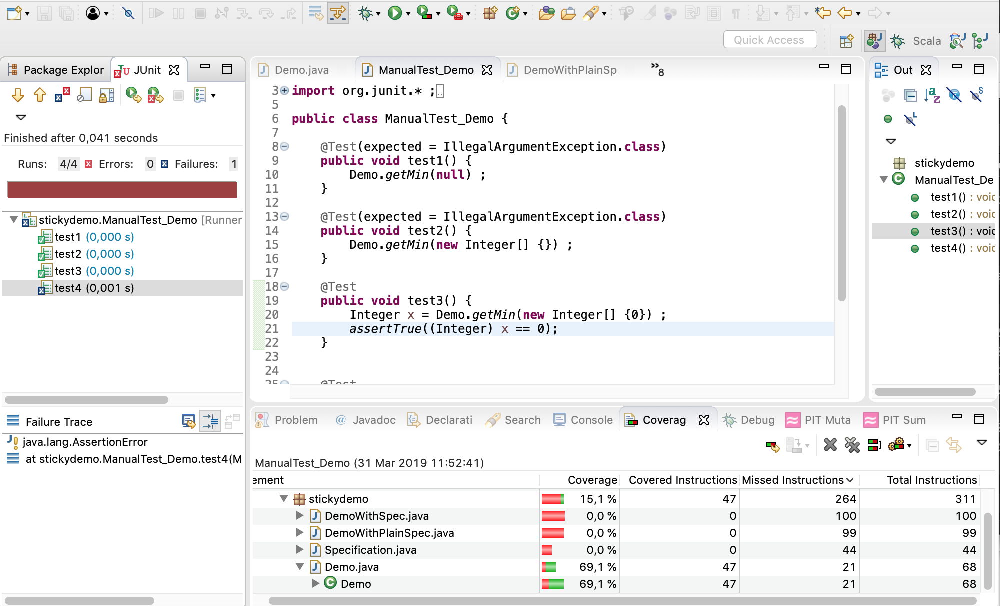 Quick Access
Scala
Package Explor
JUnit
Finished after 0,041 seconds
Runs: 4/4 Errors: 0 Failures: 1
stickydemo.ManualTest_Demo [Runner
test1 (0,000 s)
test2 (0,000 s)
test3 (0,000 s)
test4 (0,001 s)
Failure Trace
java.lang.AssertionError
at stickydemo.ManualTest_Demo.test4(M
Demo.java
ManualTest_Demo
DemoWithPlainSp
8
3 import org.junit.* ;
5
6 public class ManualTest_Demo {
7
8 @Test(expected = IllegalArgumentException.class)
9 public void test1() {
10 Demo.getMin(null) ;
11 }
12
13 @Test(expected = IllegalArgumentException.class)
14 public void test2() {
15 Demo.getMin(new Integer[] {}) ;
16 }
17
18 @Test
19 public void test3() {
20 Integer x = Demo.getMin(new Integer[] {0}) ;
21 assertTrue((Integer) x == 0);
22 }
23
24
25 @Test
Out
stickydemo
ManualTest_De
test1() : voic
test2() : voic
test3() : voic
test4() : voic
Problem
Javadoc
Declarati
Search
Console
Coverag
Debug
PIT Muta
PIT Sum
ManualTest_Demo (31 Mar 2019 11:52:41)
ement Coverage Covered Instructions Missed Instructions Total Instructions
stickydemo 15,1 % 47 264 311
DemoWithSpec.java 0,0 % 0 100 100
DemoWithPlainSpec.java 0,0 % 0 99 99
Specification.java 0,0 % 0 44 44
Demo.java 69,1 % 47 21 68
Demo 69,1 % 47 21 68